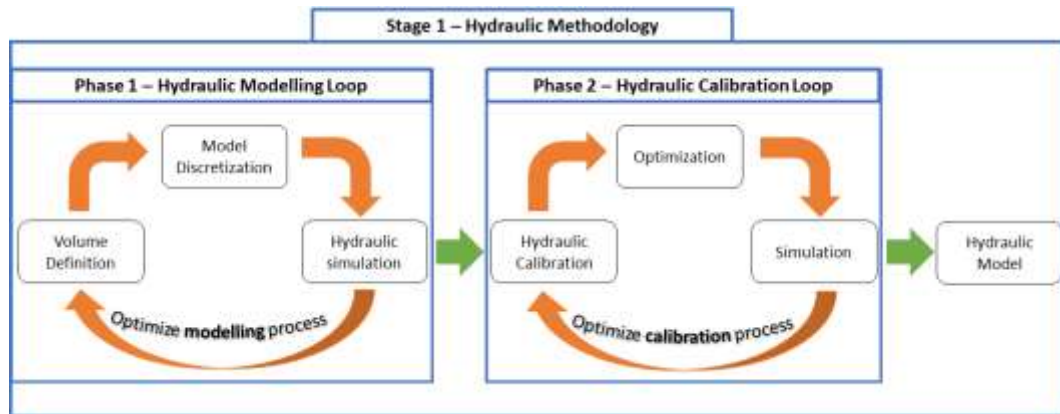 Stage 1 – Hydraulic Methodology
Phase 1 – Hydraulic Modelling Loop
Model
Discretization
Volume
Definition
Hydraulic
simulation
Optimize modelling process
Phase 2 – Hydraulic Calibration Loop
Optimization
Hydraulic
Calibration
Simulation
Optimize calibration process
Hydraulic
Model